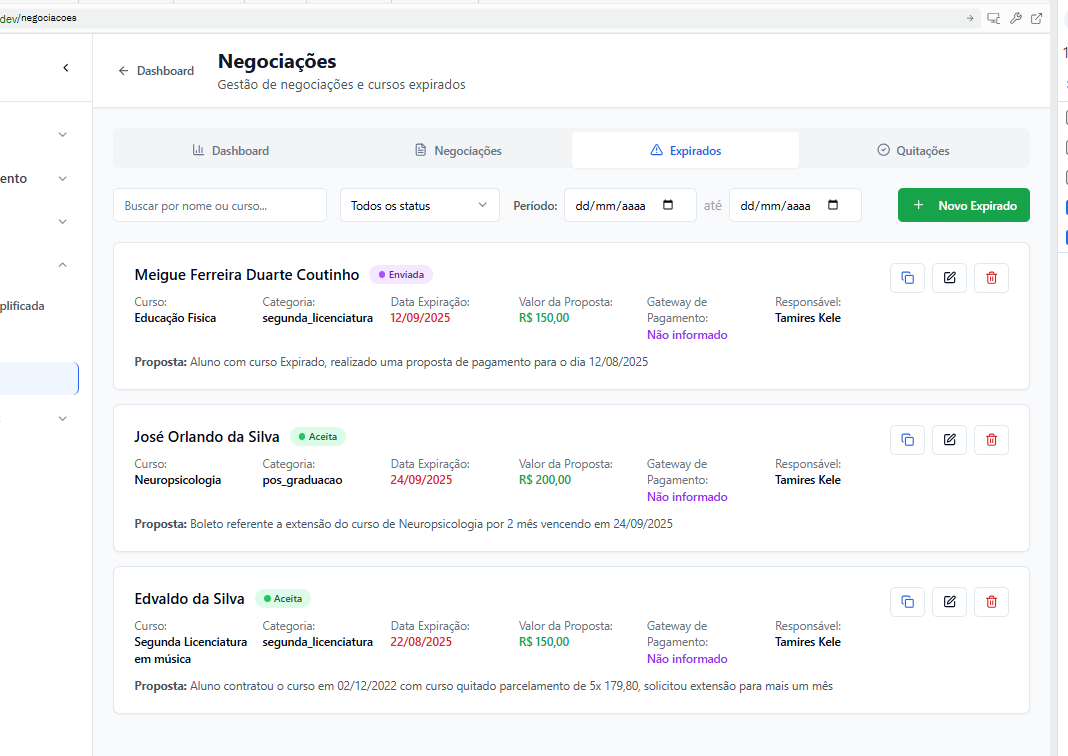 dev/negociacoes
Dashboard
Negociações
Gestão de negociações e cursos expirados
ento
plificada
Dashboard
Negociações
Expirados
Quitações
Buscar por nome ou curso...
Todos os status
Período:
dd/mm/aaaa
até
dd/mm/aaaa
+ Novo Expirado
Meigue Ferreira Duarte Coutinho
Enviada
Curso:
Educação Fisica
Categoria:
segunda_licenciatura
Data Expiração:
12/09/2025
Valor da Proposta:
R$ 150,00
Gateway de
Pagamento:
Não informado
Responsável:
Tamires Kele
Proposta: Aluno com curso Expirado, realizado uma proposta de pagamento para o dia 12/08/2025
José Orlando da Silva
Aceita
Curso:
Neuropsicologia
Categoria:
pos_graduacao
Data Expiração:
24/09/2025
Valor da Proposta:
R$ 200,00
Gateway de
Pagamento:
Não informado
Responsável:
Tamires Kele
Proposta: Boleto referente a extensão do curso de Neuropsicologia por 2 mês vencendo em 24/09/2025
Edvaldo da Silva
Aceita
Curso:
Segunda Licenciatura
em música
Categoria:
segunda_licenciatura
Data Expiração:
22/08/2025
Valor da Proposta:
R$ 150,00
Gateway de
Pagamento:
Não informado
Responsável:
Tamires Kele
Proposta: Aluno contratou o curso em 02/12/2022 com curso quitado parcelamento de 5x 179,80, solicitou extensão para mais um mês